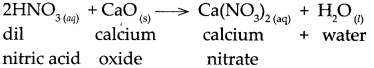 2HNO₃(aq) + CaO(s) ⟶ Ca(NO₃)₂(aq) + H₂O(l)
dil calcium calcium + water
nitric acid oxide nitrate